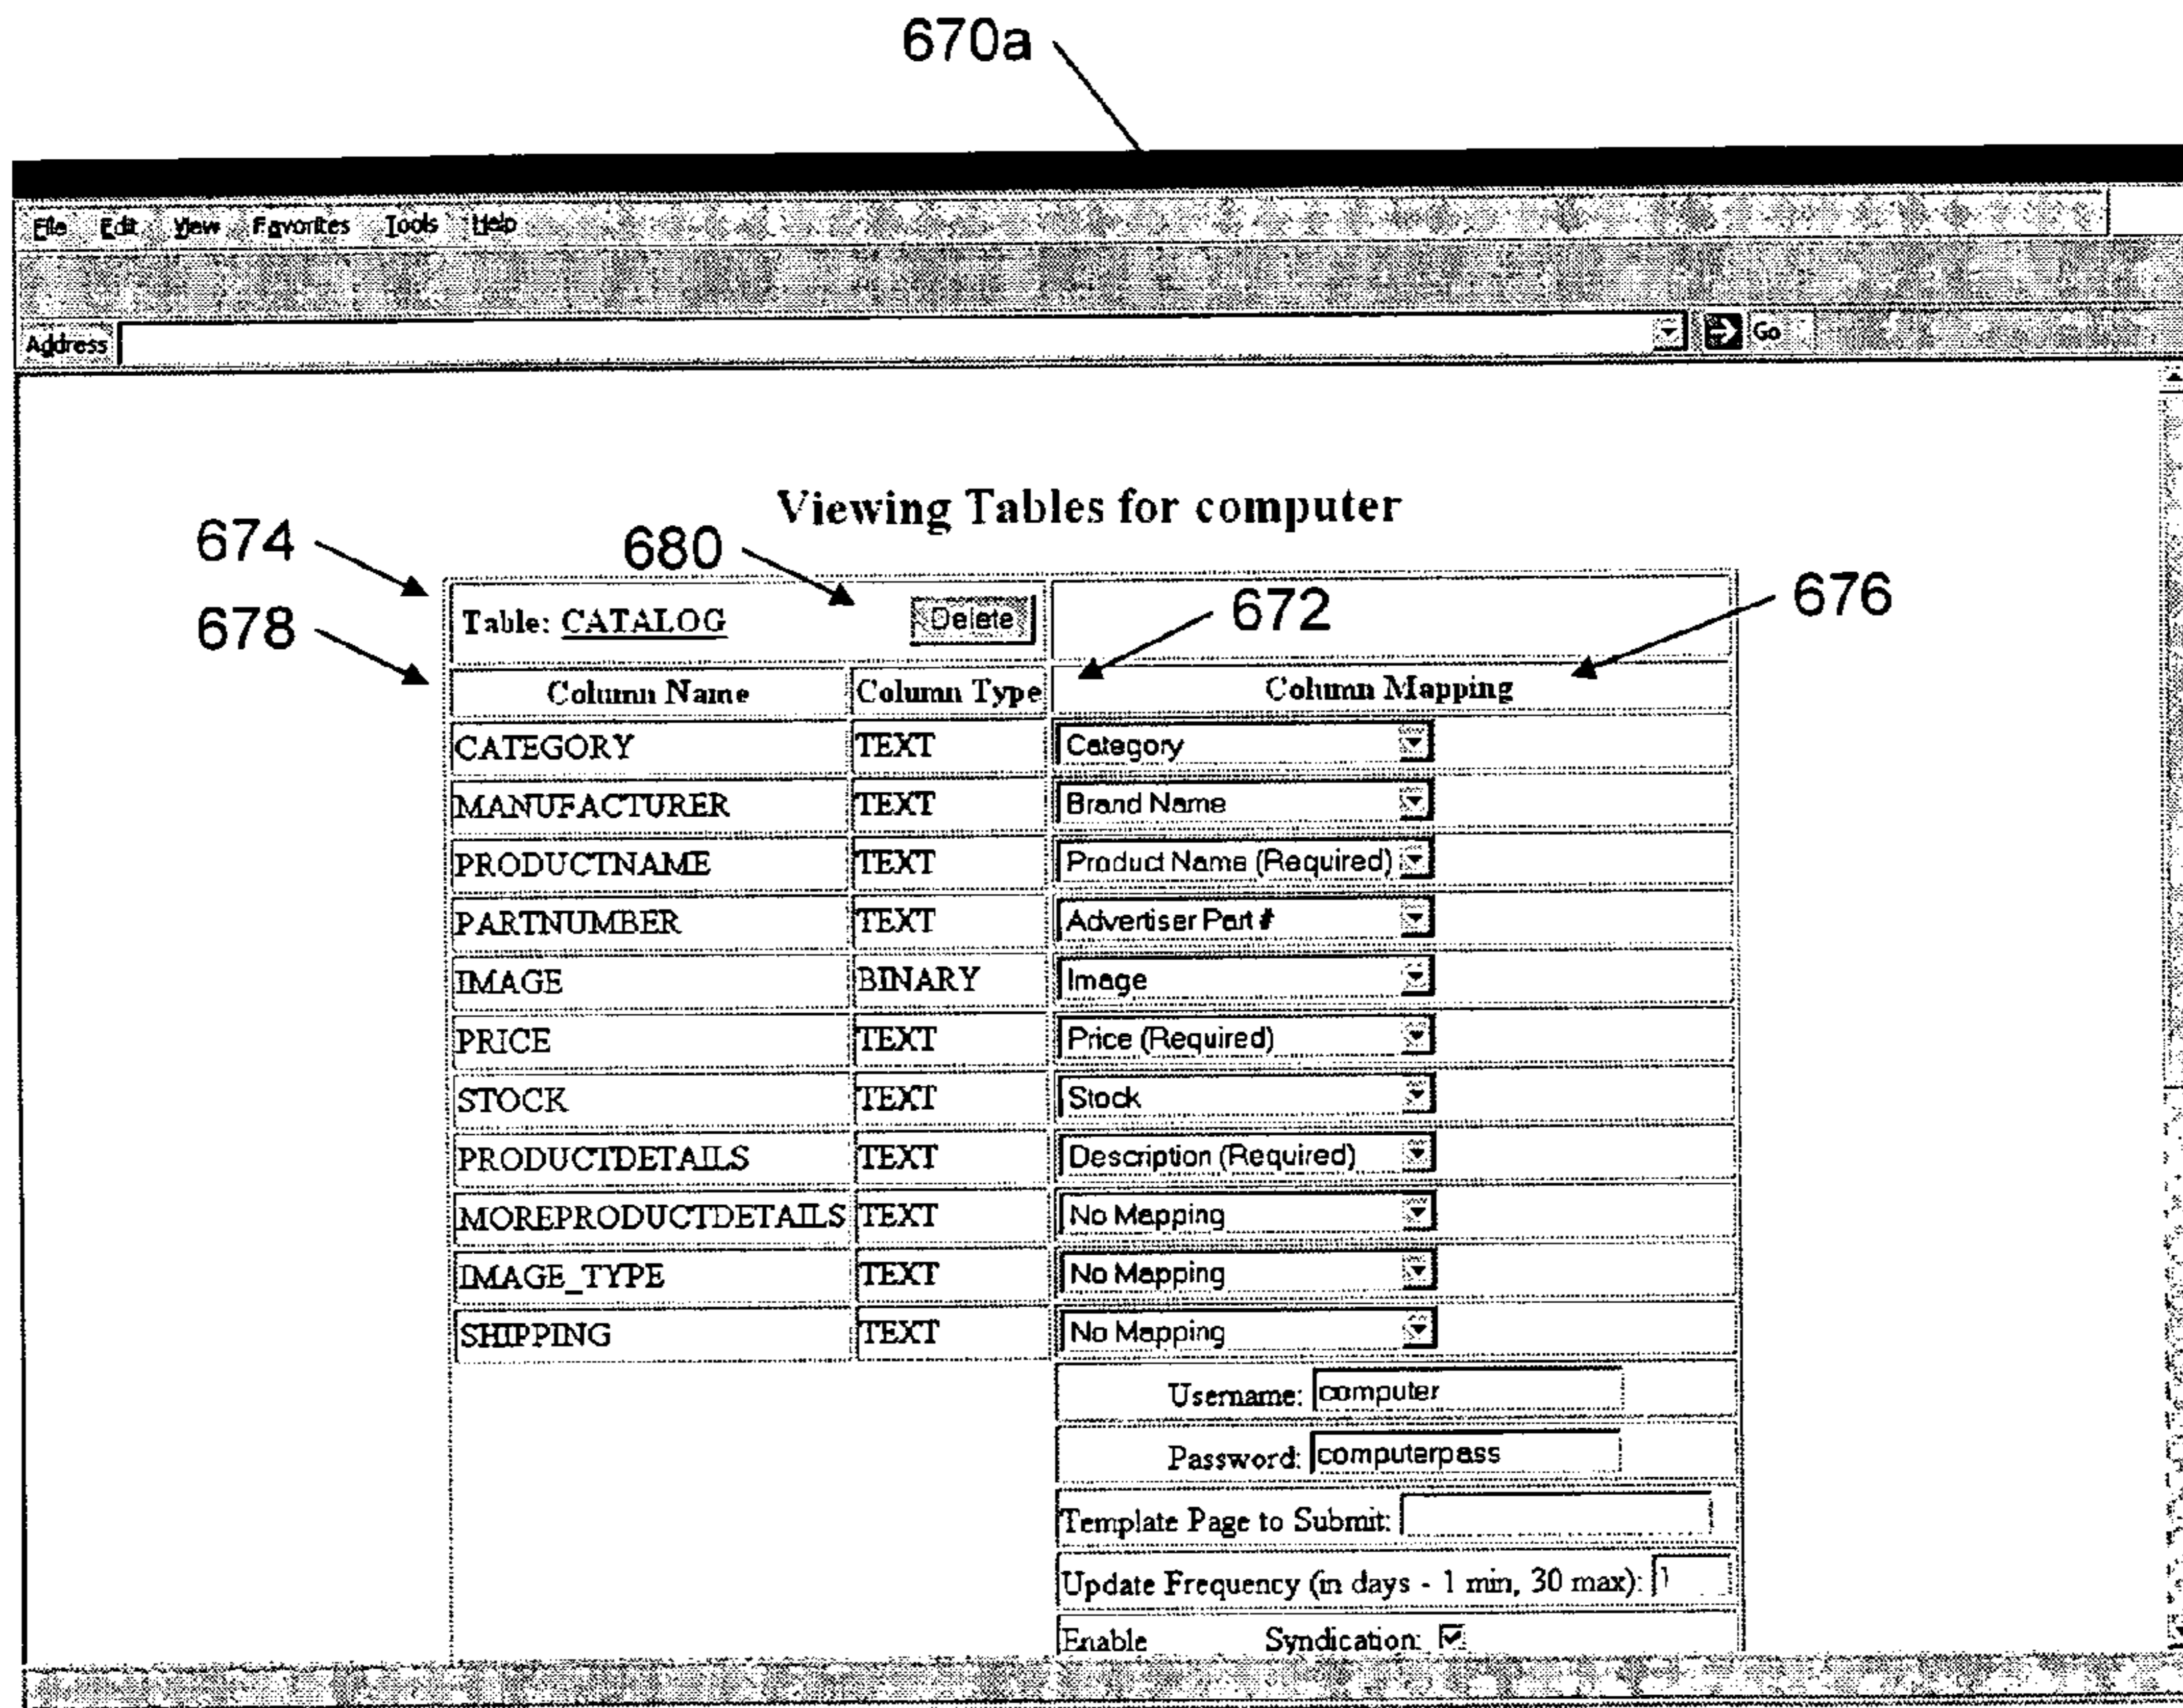 670a
File Edit View Favorites Tools Help
Address Go
Viewing Tables for computer
674 680 672 676
678
Table: CATALOG Delete
Column Name Column Type Column Mapping
CATEGORY TEXT Category
MANUFACTURER TEXT Brand Name
PRODUCTNAME TEXT Product Name (Required)
PARTNUMBER TEXT Advertiser Part #
IMAGE BINARY Image
PRICE TEXT Price (Required)
STOCK TEXT Stock
PRODUCTDETAILS TEXT Description (Required)
MOREPRODUCTDETAILS TEXT No Mapping
IMAGE_TYPE TEXT No Mapping
SHIPPING TEXT No Mapping
Username: computer
Password: computerpass
Template Page to Submit:
Update Frequency (in days - 1 min, 30 max): 1
Enable Syndication: